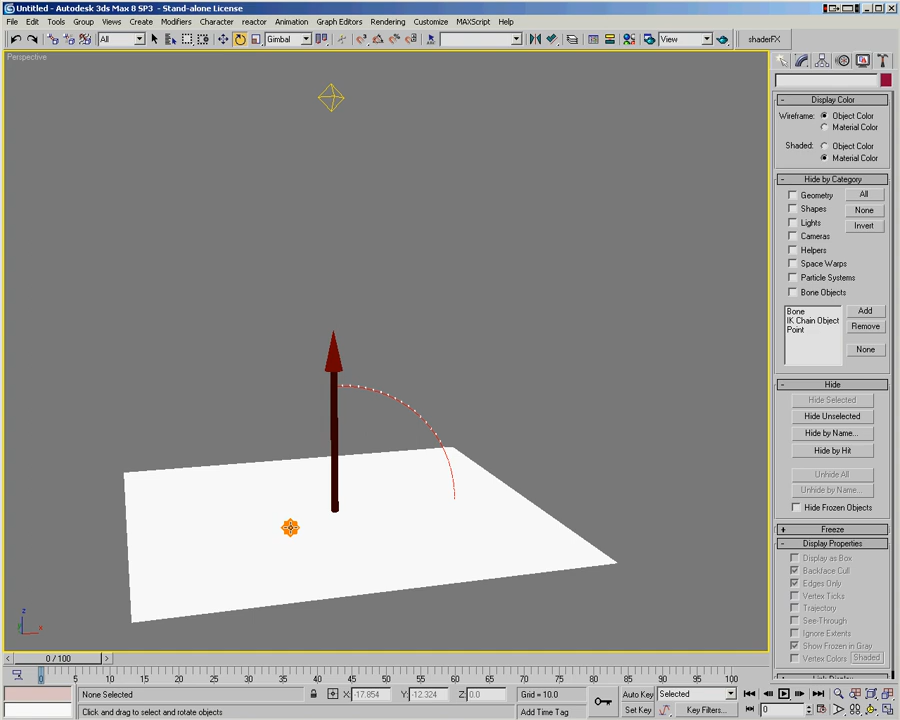 Untitled - Autodesk 3ds Max 8 SP3 - Stand-alone License
File Edit Tools Group Views Create Modifiers Character reactor Animation Graph Editors Rendering Customize MAXScript Help
All Gimbal View shaderFX
Perspective
Display Color
Wireframe: Object Color
Material Color
Shaded: Object Color
Material Color
Hide by Category
Geometry All
Shapes None
Lights Invert
Cameras
Helpers
Space Warps
Particle Systems
Bone Objects
Bone Add
IK Chain Object
Point Remove
None
Hide
Hide Selected
Hide Unselected
Hide by Name...
Hide by Hit
Unhide All
Unhide by Name...
Hide Frozen Objects
Freeze
Display Properties
Display as Box
Backface Cull
Edges Only
Vertex Ticks
Trajectory
See-Through
Ignore Extents
Show Frozen in Gray
Vertex Colors Shaded
z
x
0 / 100
0 5 10 15 20 25 30 35 40 45 50 55 60 65 70 75 80 85 90 95 100
None Selected X: -17.854 Y: -12.324 Z: 0.0 Grid = 10.0 Auto Key Selected
Click and drag to select and rotate objects Add Time Tag Set Key Key Filters... 0